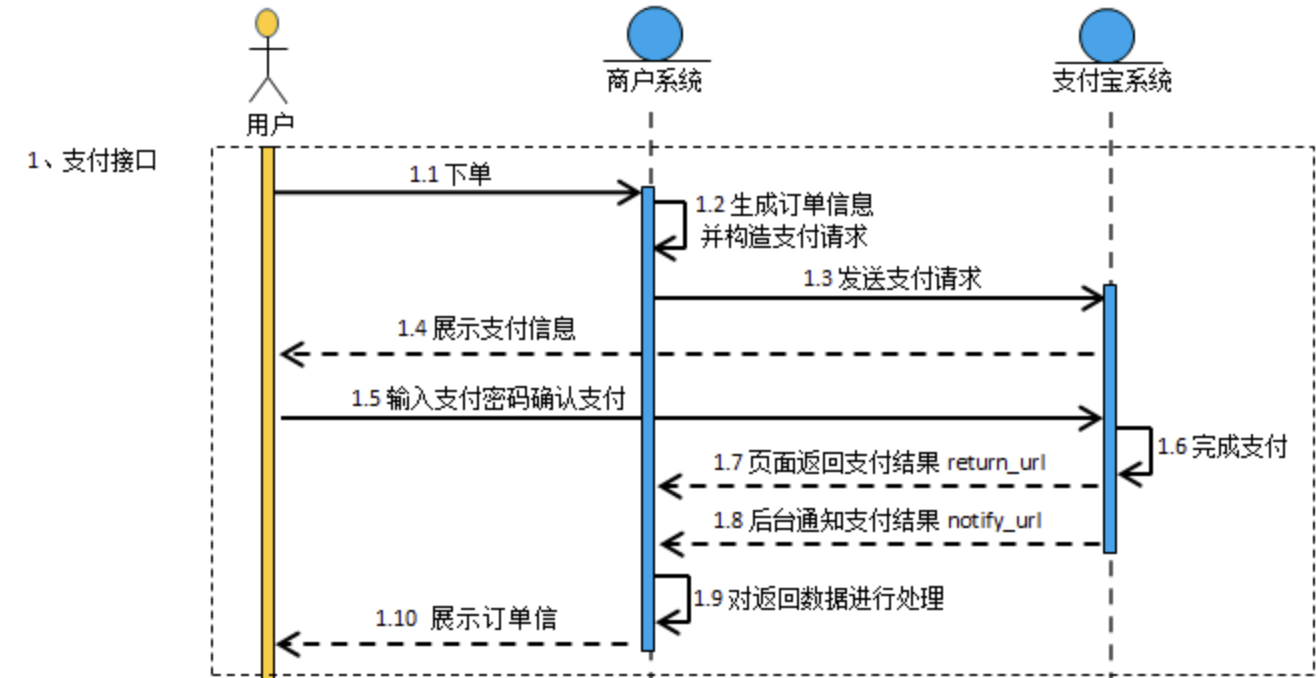 商户系统
支付宝系统
用户
1、支付接口
1.1 下单
1.2 生成订单信息
并构造支付请求
1.3 发送支付请求
1.4 展示支付信息
1.5 输入支付密码确认支付
1.6 完成支付
1.7 页面返回支付结果 return_url
1.8 后台通知支付结果 notify_url
1.9 对返回数据进行处理
1.10 展示订单信